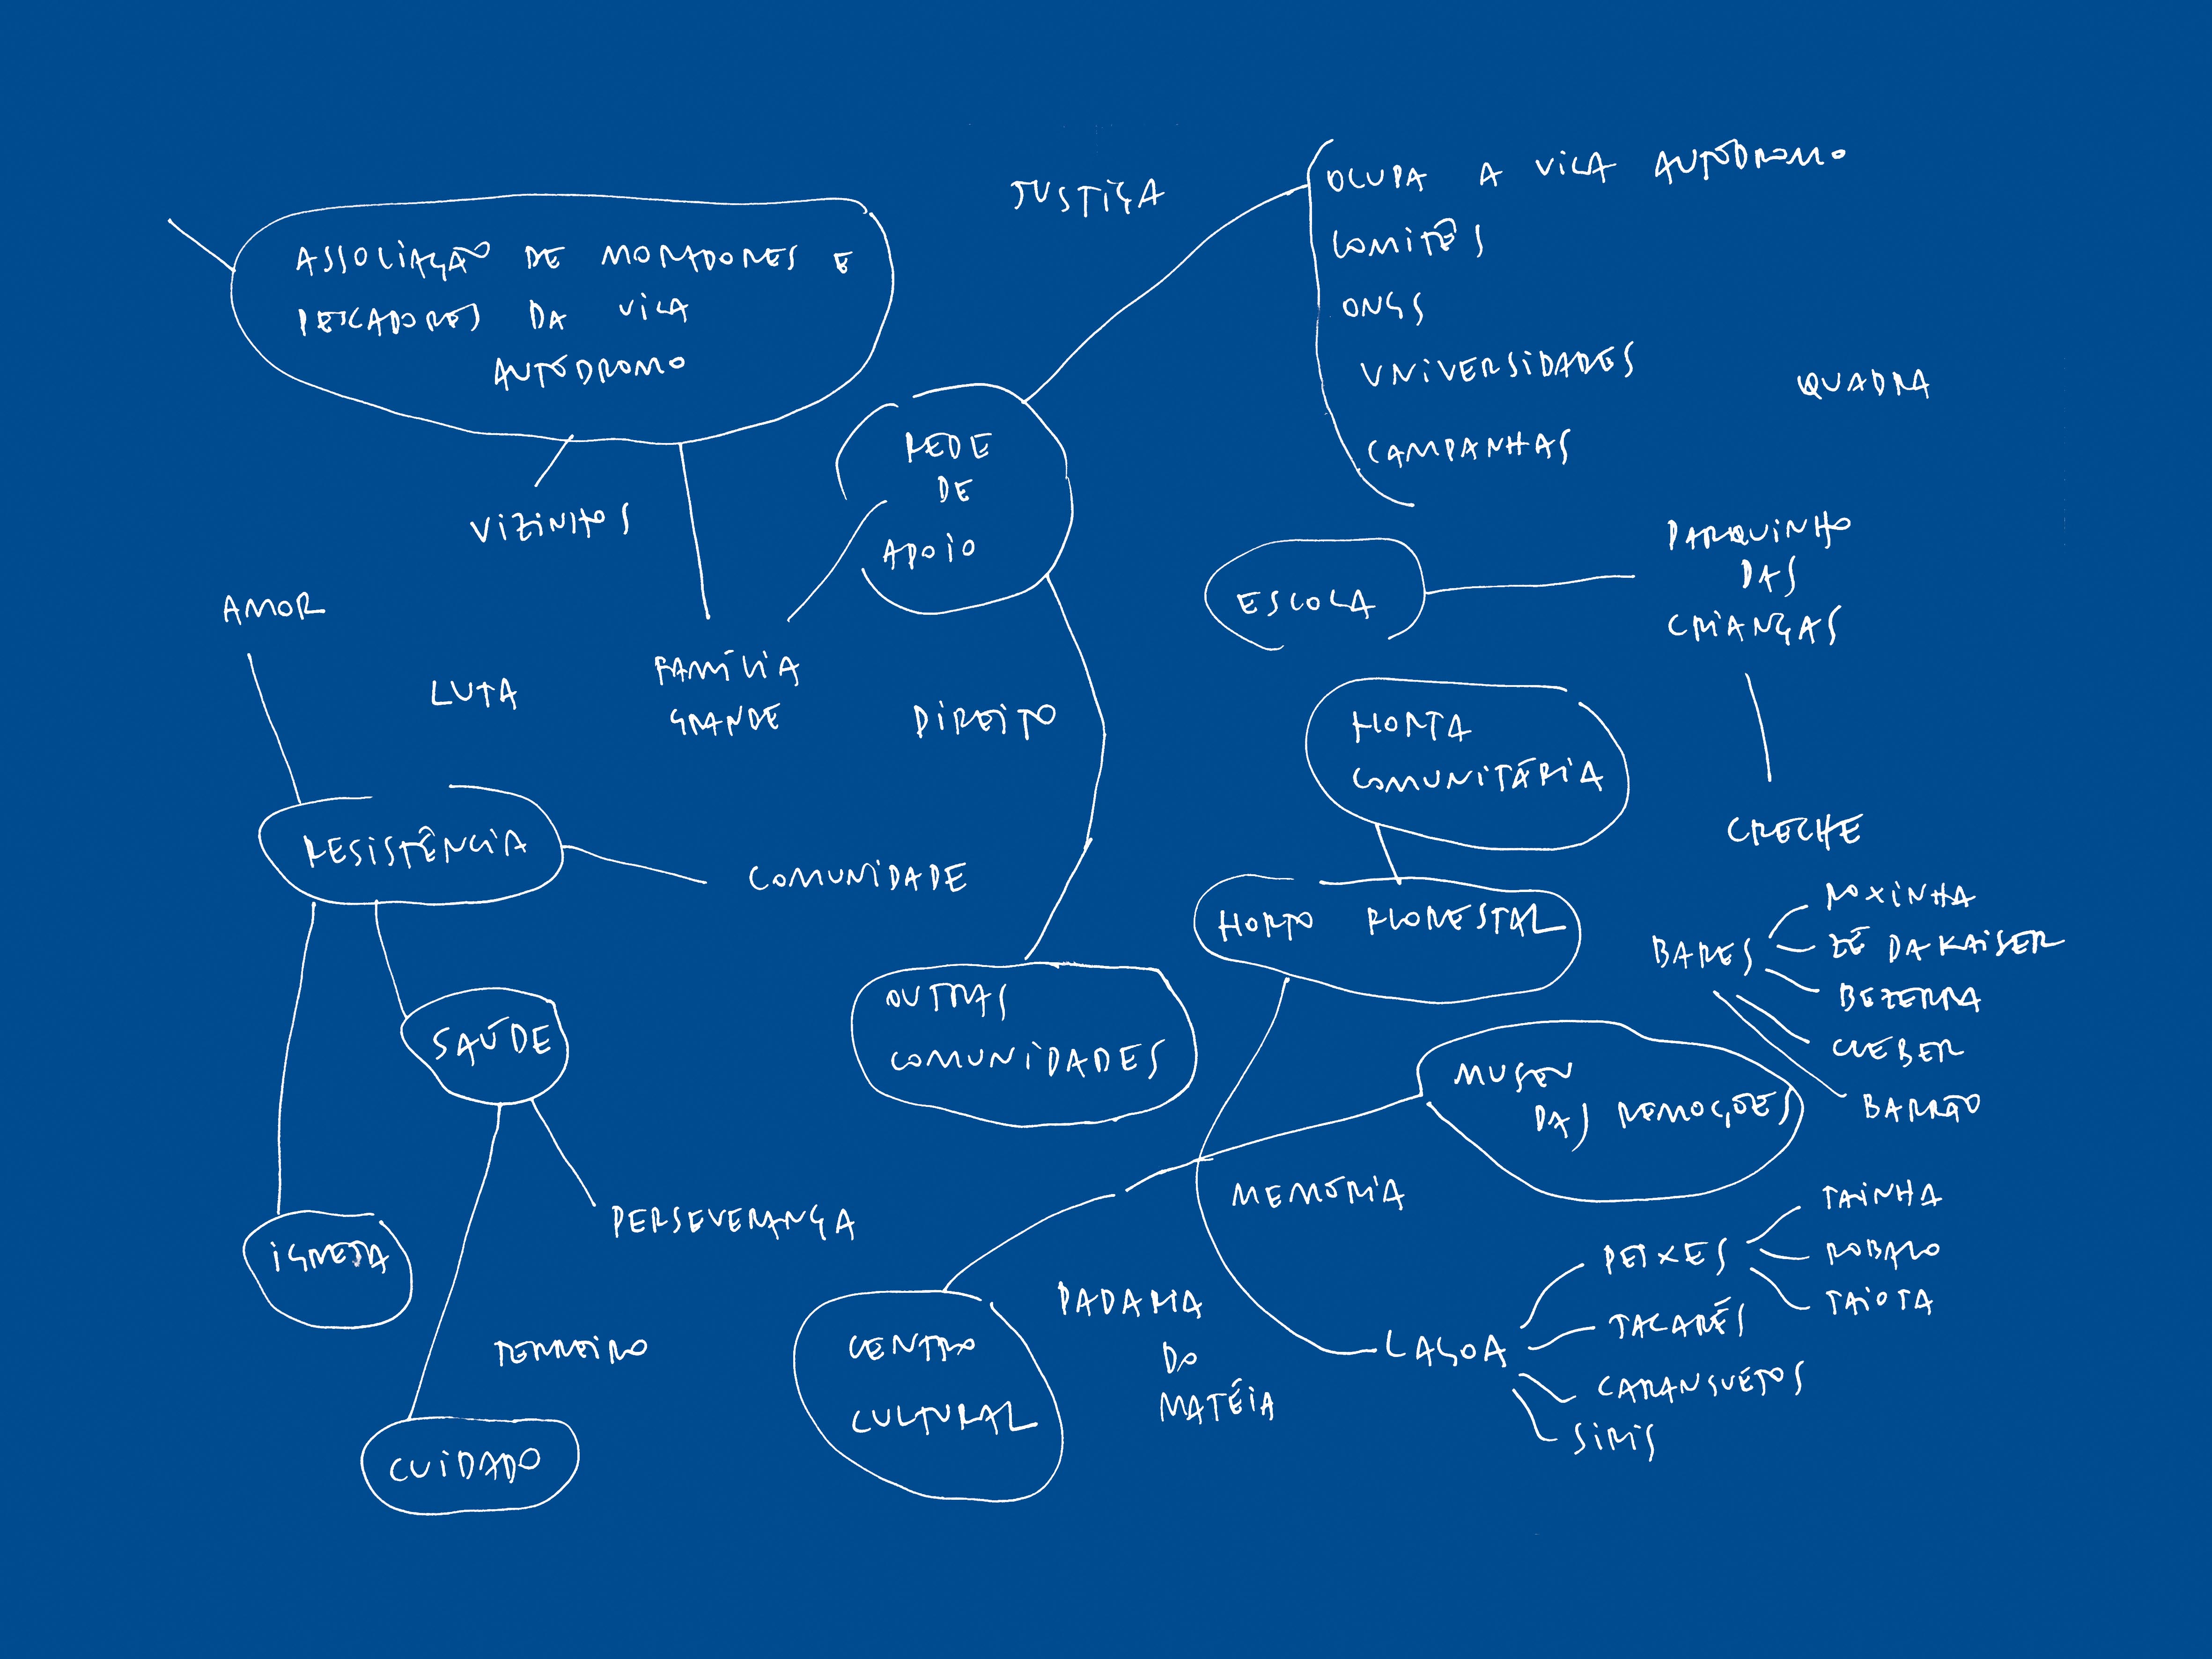 JUSTIÇA
OCUPA A VILA AUTÓDROMO
COMITÊS
ONGS
UNIVERSIDADES
CAMPANHAS
QUADRA
ASSOCIAÇÃO DE MORADORES E
PESCADORES DA VILA
AUTÓDROMO
VIZINHOS
REDE
DE
APOIO
FAMÍLIA
GRANDE
DIREITO
AMOR
LUTA
RESISTÊNCIA
COMUNIDADE
SAÚDE
PERSEVERANÇA
IGREJA
TERREIRO
CUIDADO
OUTRAS
COMUNIDADES
ESCOLA
PARQUINHO
DAS
CRIANÇAS
CRECHE
HORTA
COMUNITÁRIA
HORTO FLORESTAL
BARES
ROXINHA
ZÉ DA KAISER
BEZERRA
CLEBER
BARRÃO
MUSEU
DAS REMOÇÕES
MEMÓRIA
CENTRO
CULTURAL
PADARIA
DO
MATÉIA
LAGOA
PEIXES
TAINHA
ROBALO
TAIOTA
JACARÉS
CARANGUEJOS
SIRIS